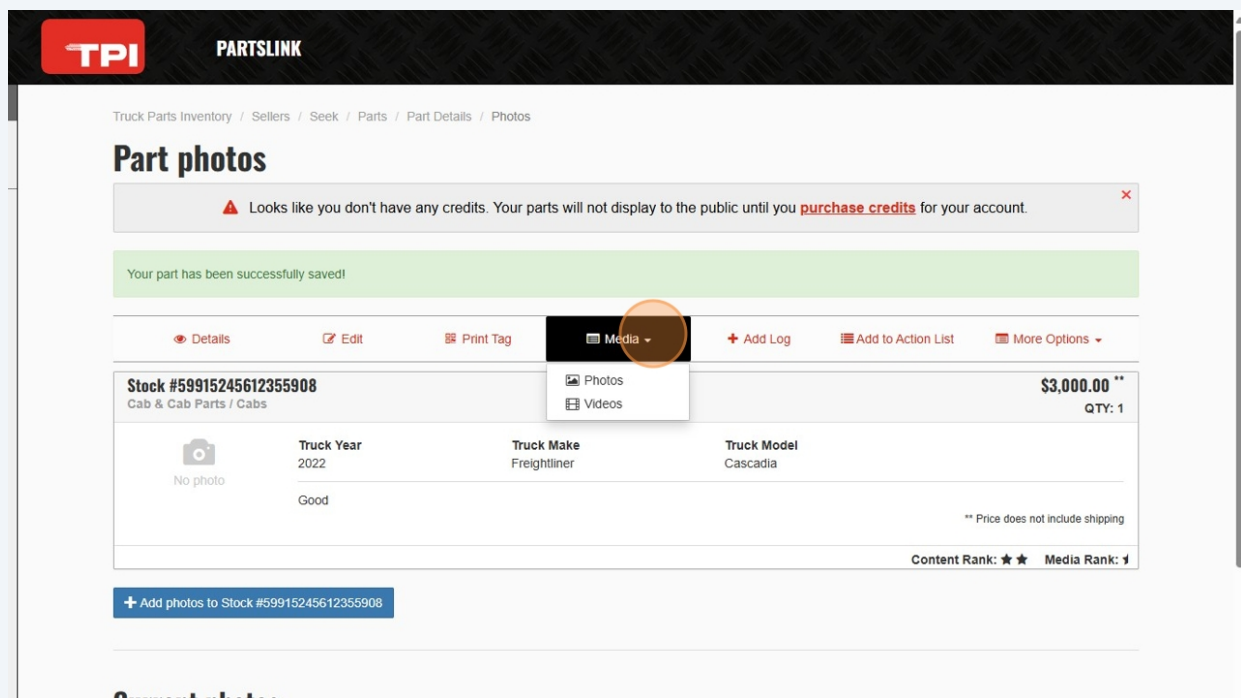 TPI
PARTSLINK
Truck Parts Inventory / Sellers / Seek / Parts / Part Details / Photos
Part photos
Looks like you don't have any credits. Your parts will not display to the public until you purchase credits for your account.
Your part has been successfully saved!
Details Edit Print Tag Media Add Log Add to Action List More Options
Photos
Videos
Stock #59915245612355908 $3,000.00 **
Cab & Cab Parts / Cabs QTY: 1
No photo
Truck Year Truck Make Truck Model
2022 Freightliner Cascadia
Good
** Price does not include shipping
Content Rank: ★ ★ Media Rank:
+ Add photos to Stock #59915245612355908
Current photos